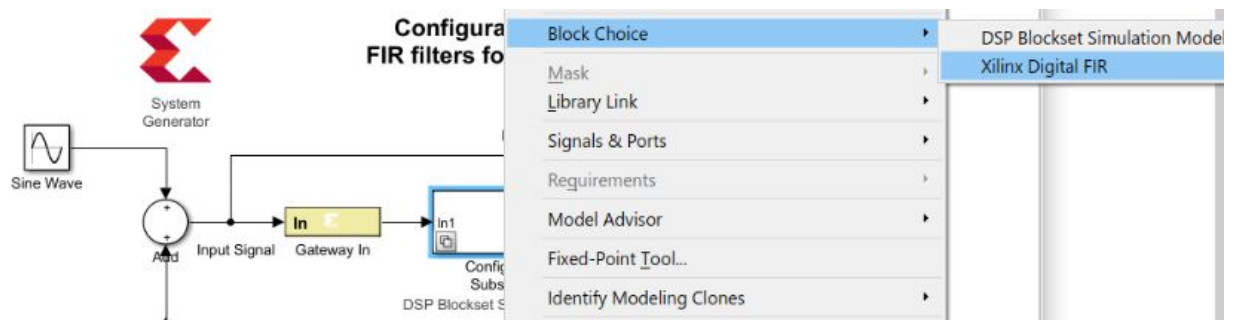 Configura
FIR filters fo
System
Generator
Sine Wave
+
+
Add
Input Signal
In
Gateway In
In1
Config
Subs
DSP Blockset S
Block Choice
Mask
Library Link
Signals & Ports
Requirements
Model Advisor
Fixed-Point Tool...
Identify Modeling Clones
DSP Blockset Simulation Model
Xilinx Digital FIR